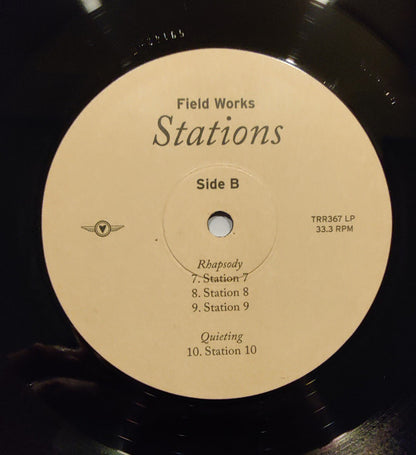 Field Works
Stations
Side B
TRR367 LP
33.3 RPM
Rhapsody
7. Station 7
8. Station 8
9. Station 9
Quieting
10. Station 10